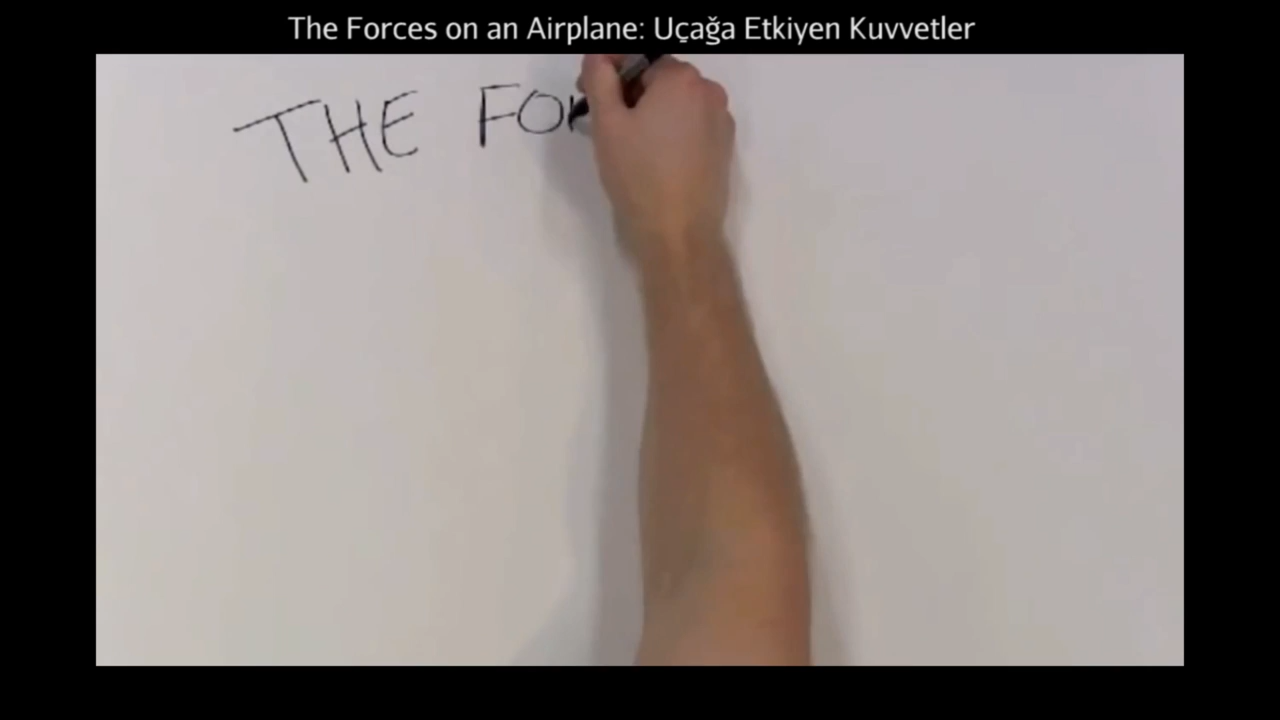 The Forces on an Airplane: Uçağa Etkiyen Kuvvetler
THE FO